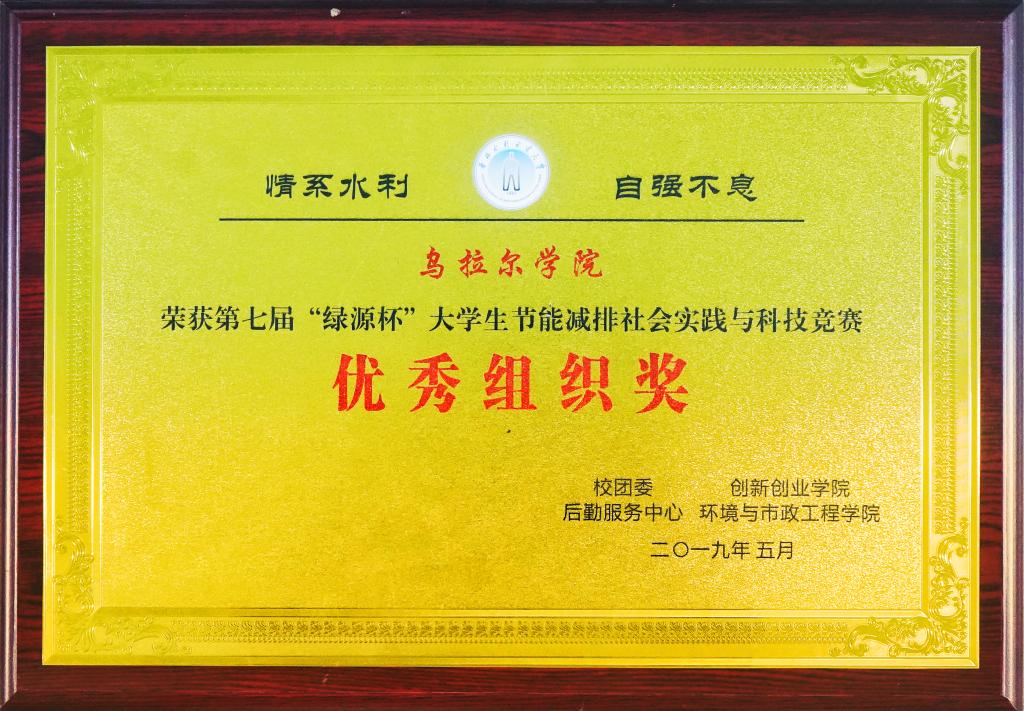 情系水利 自强不息
乌拉尔学院
荣获第七届“绿源杯”大学生节能减排社会实践与科技竞赛
优秀组织奖
校团委 创新创业学院
后勤服务中心 环境与市政工程学院
二〇一九年五月